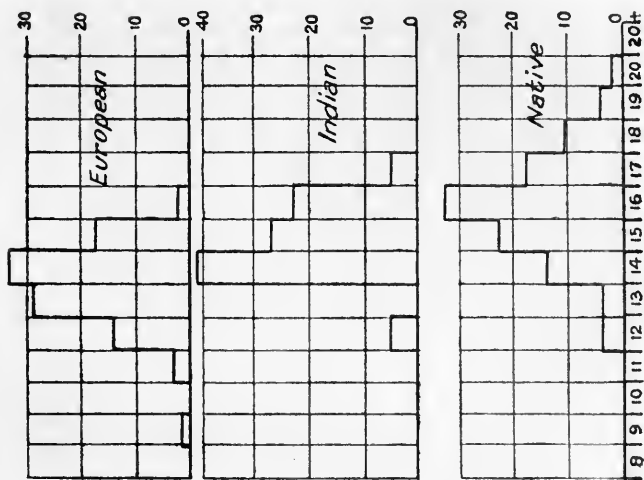 30 20 10 0
European
40 30 20 10 0
Indian
30 20 10 0
Native
8 | 9 | 10 | 11 | 12 | 13 | 14 | 15 | 16 | 17 | 18 | 19 | 20 | 20+